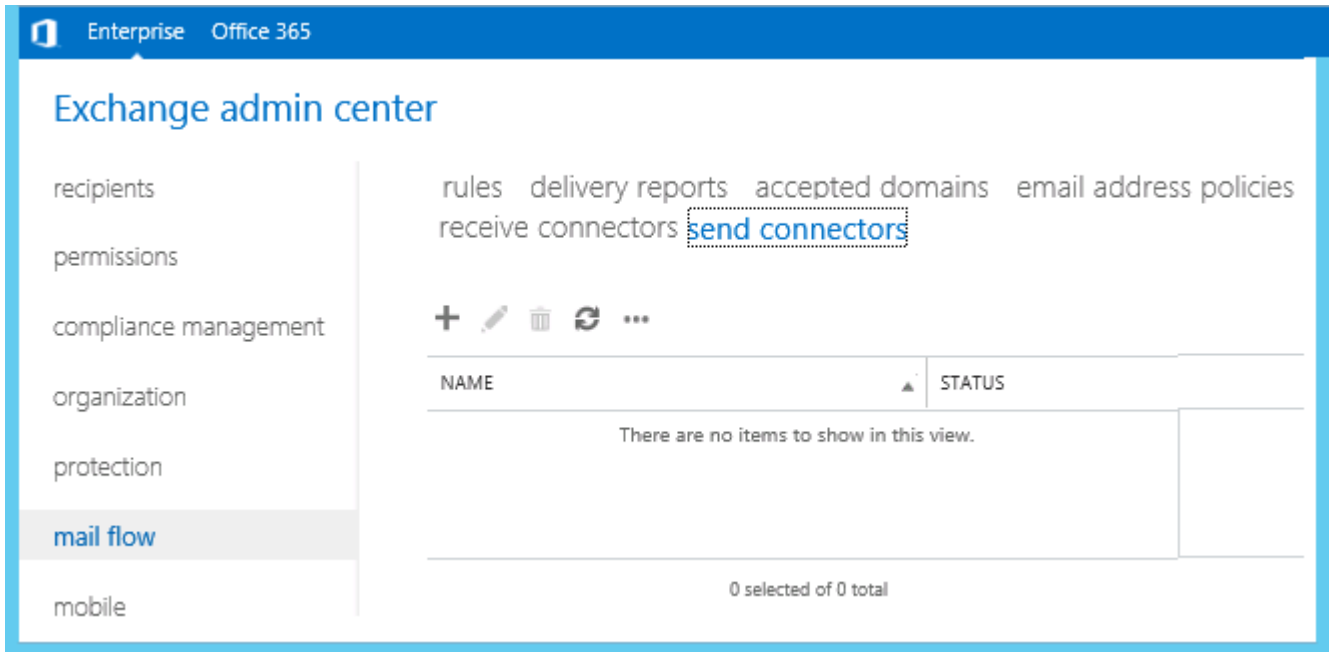 Enterprise Office 365
Exchange admin center
recipients
permissions
compliance management
organization
protection
mail flow
mobile
rules delivery reports accepted domains email address policies
receive connectors send connectors
NAME STATUS
There are no items to show in this view.
0 selected of 0 total